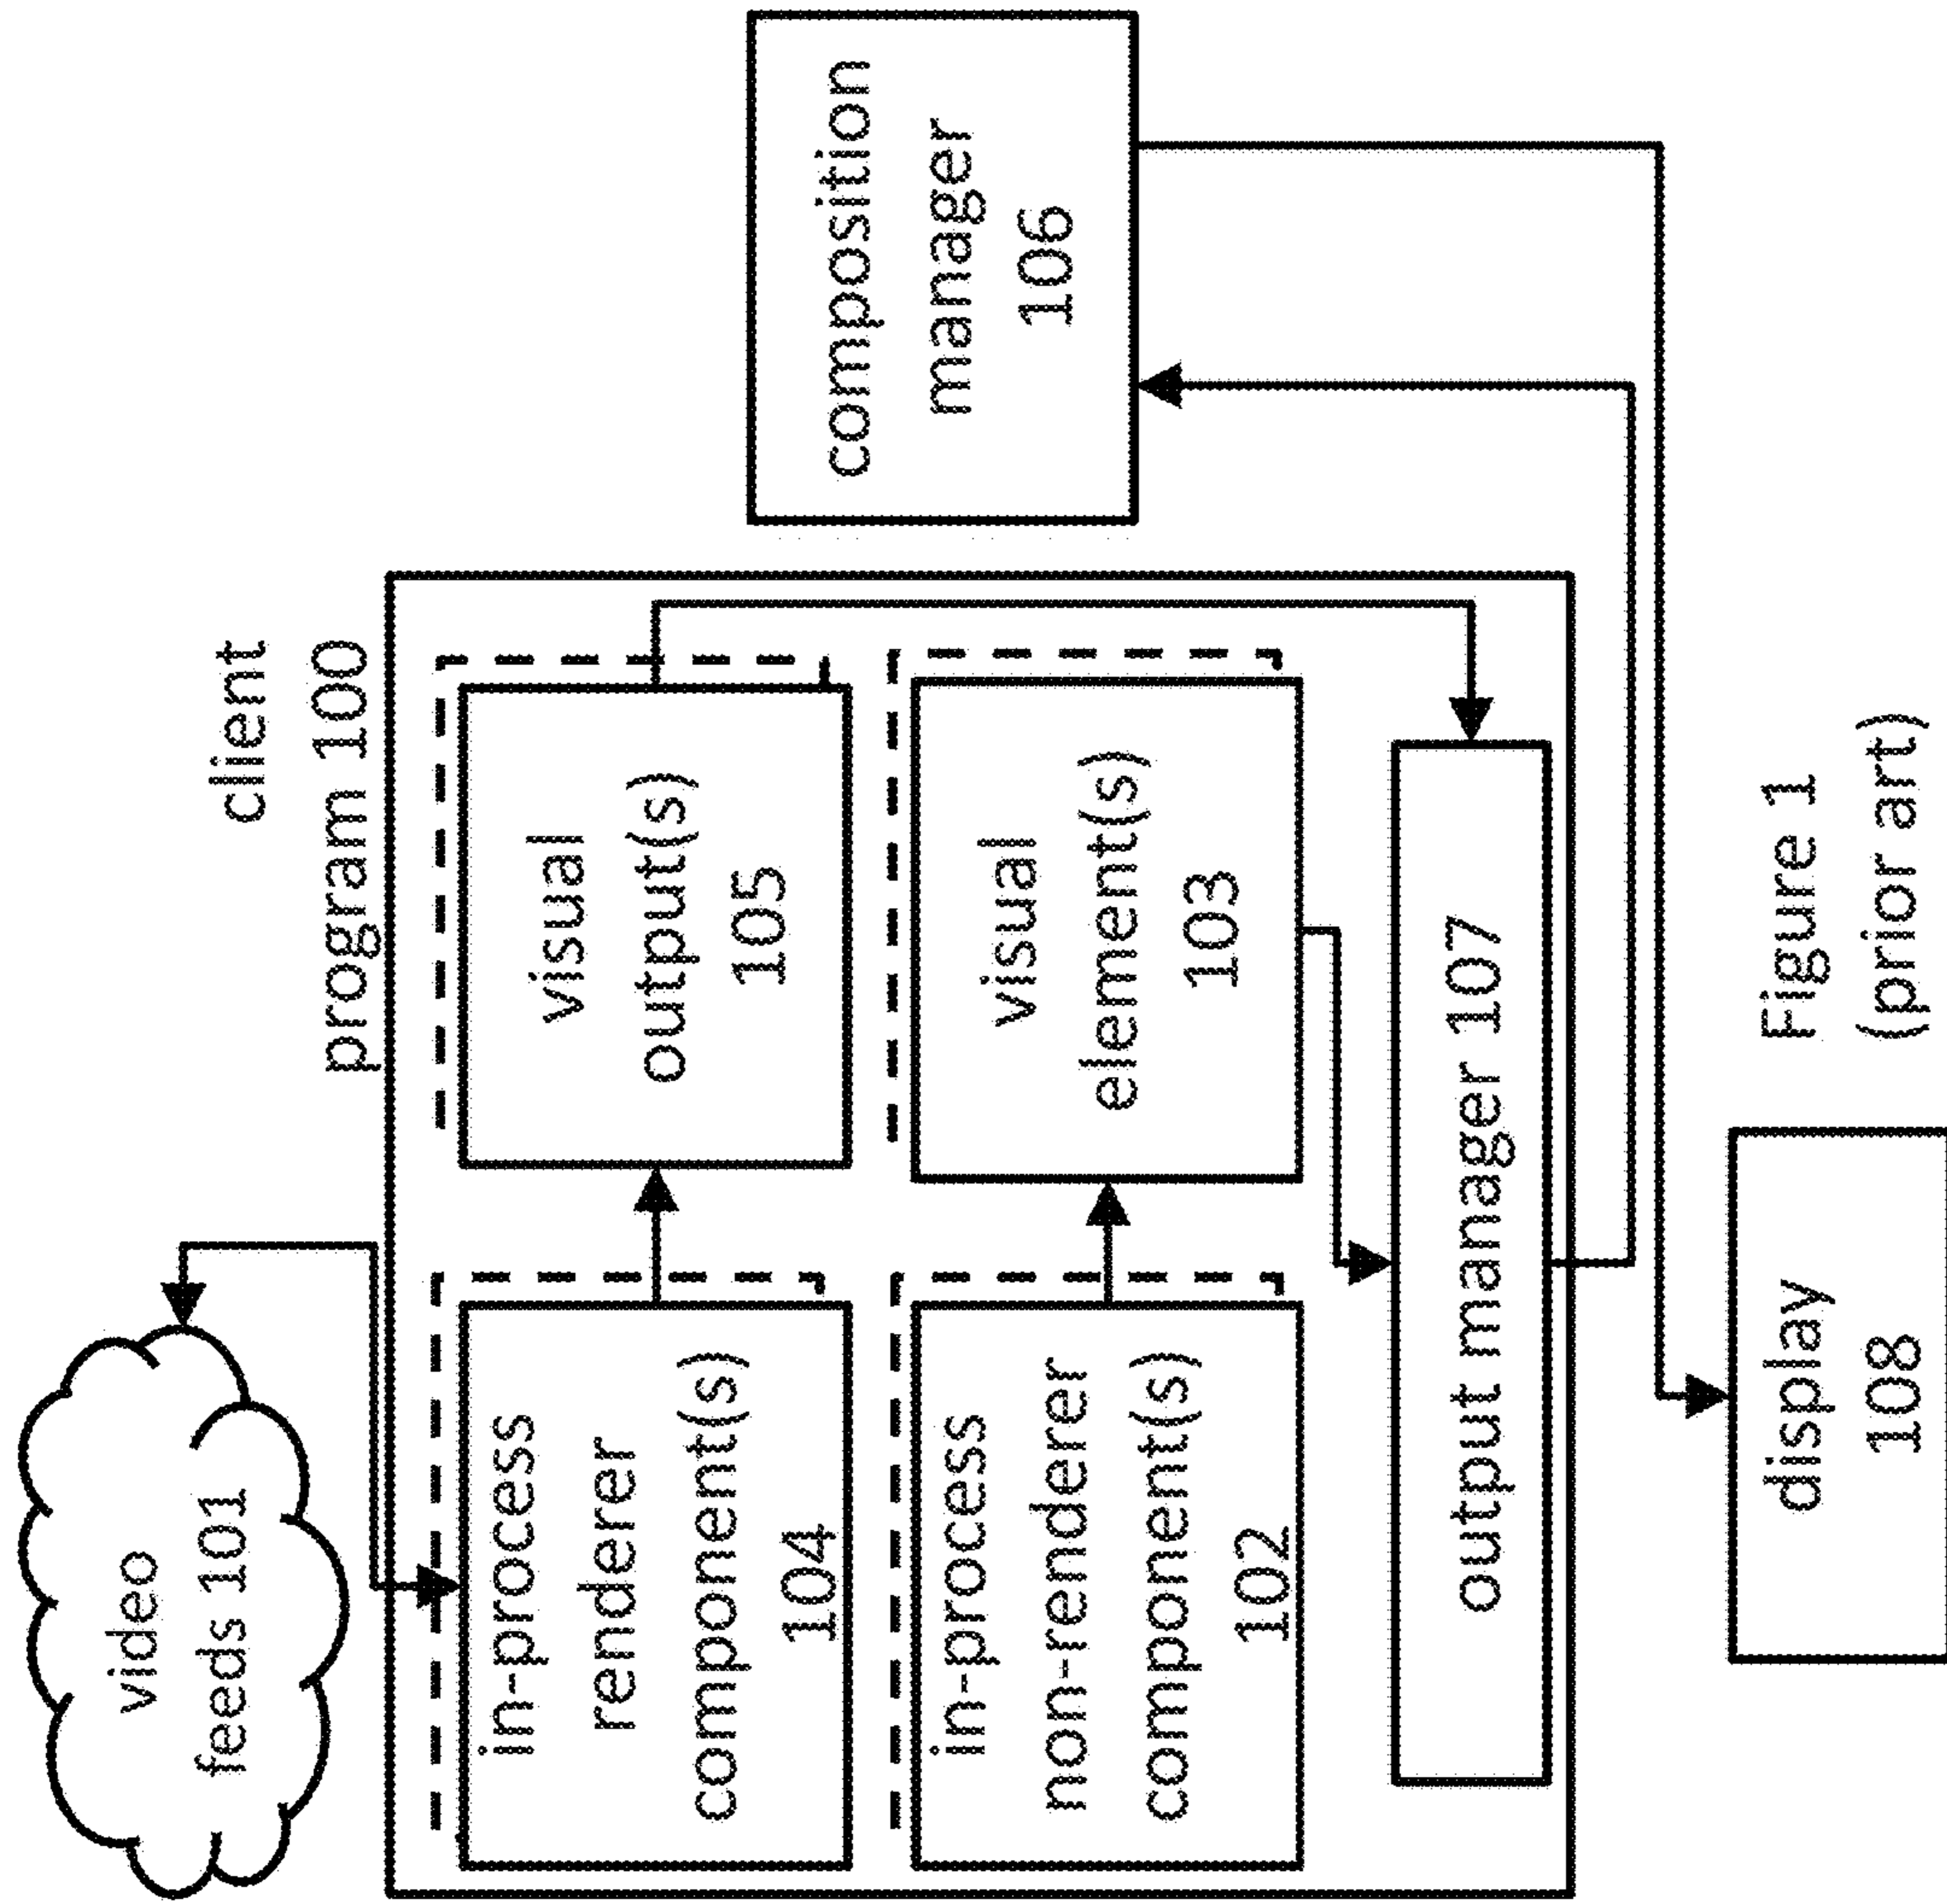 video
feeds 101
client
program 100
in-process
renderer
component(s)
104
visual
output(s)
105
in-process
non-renderer
component(s)
102
visual
element(s)
103
composition
manager
106
output manager 107
display
108
Figure 1
(prior art)